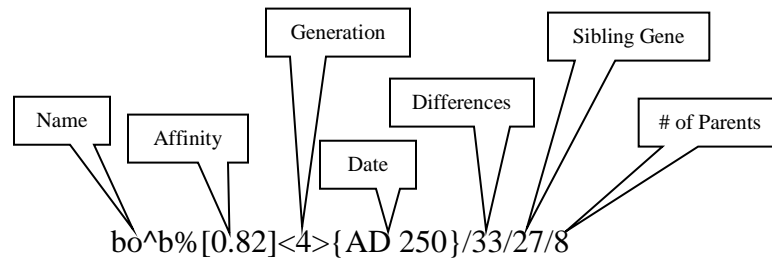 Generation
Sibling Gene
Differences
Name
Affinity
Date
# of Parents
bo^b%[0.82]<4>{AD 250}/33/27/8